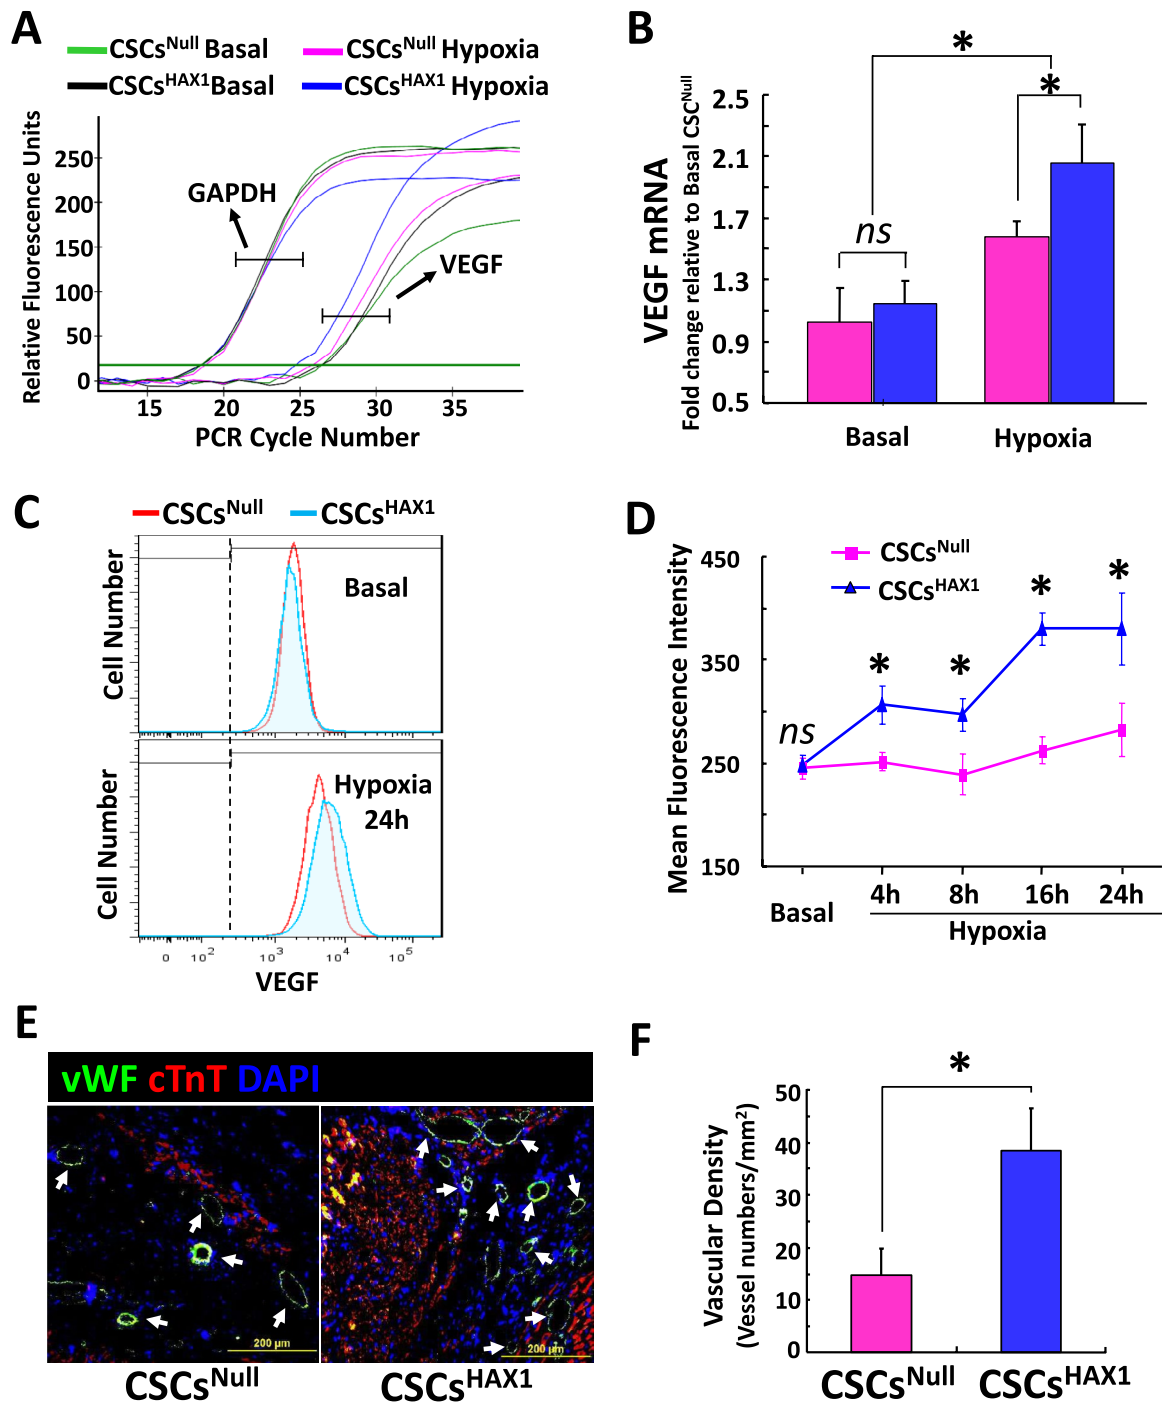 A
CSCsNull Basal
CSCsNull Hypoxia
CSCsHAX1 Basal
CSCsHAX1 Hypoxia
Relative Fluorescence Units
250
200
150
100
50
0
GAPDH
VEGF
15 20 25 30 35
PCR Cycle Number
B
*
*
ns
VEGF mRNA
Fold change relative to Basal CSCNull
2.5
2.1
1.7
1.3
0.9
0.5
Basal Hypoxia
C
CSCsNull CSCsHAX1
Cell Number
Basal
Cell Number
Hypoxia
24h
0 10² 10³ 10⁴ 10⁵
VEGF
D
CSCsNull
CSCsHAX1
Mean Fluorescence Intensity
450
350
250
150
ns
*
*
*
*
Basal
4h 8h 16h 24h
Hypoxia
E
vWF cTnT DAPI
200 µm
200 µm
CSCsNull CSCsHAX1
F
*
Vascular Density
(Vessel numbers/mm²)
50
40
30
20
10
0
CSCsNull CSCsHAX1